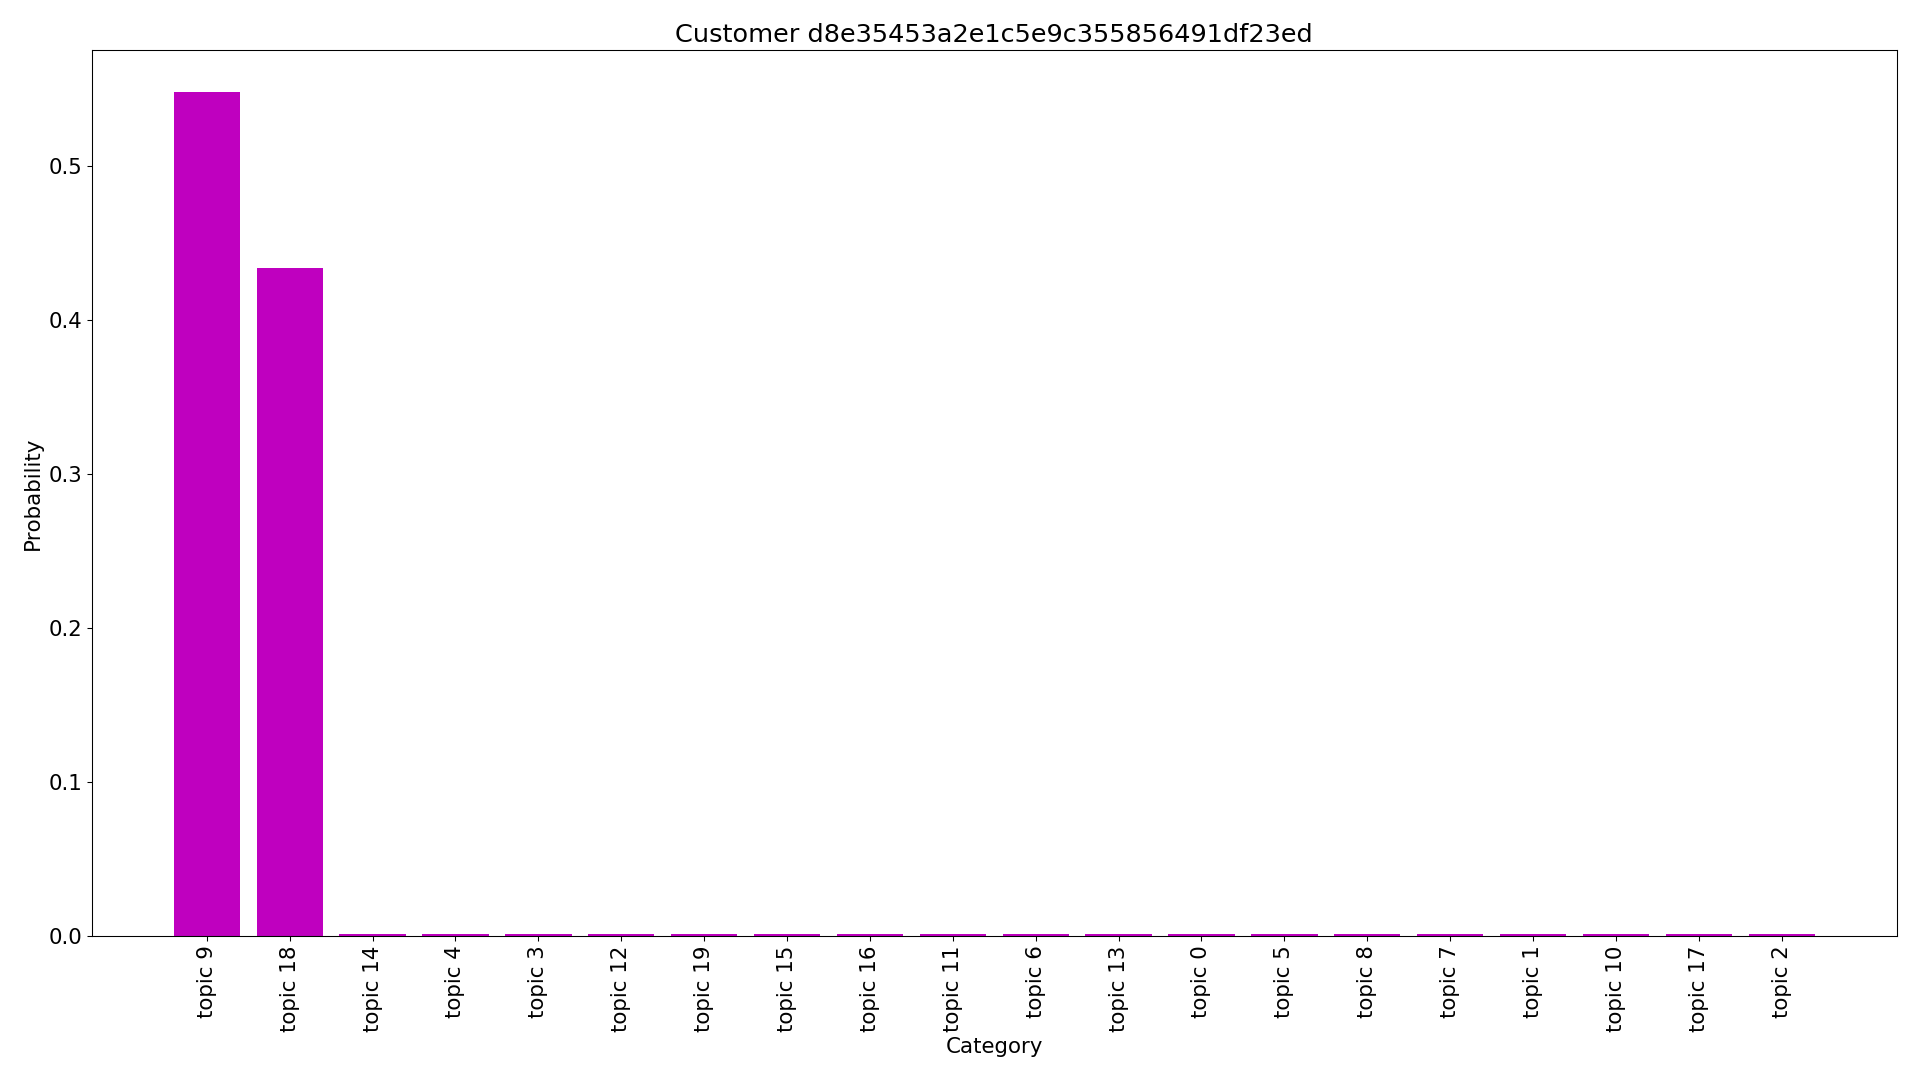 Customer d8e35453a2e1c5e9c355856491df23ed
Probability
0.5
0.4
0.3
0.2
0.1
0.0
topic 9
topic 18
topic 14
topic 4
topic 3
topic 12
topic 19
topic 15
topic 16
topic 11
topic 6
topic 13
topic 0
topic 5
topic 8
topic 7
topic 1
topic 10
topic 17
topic 2
Category